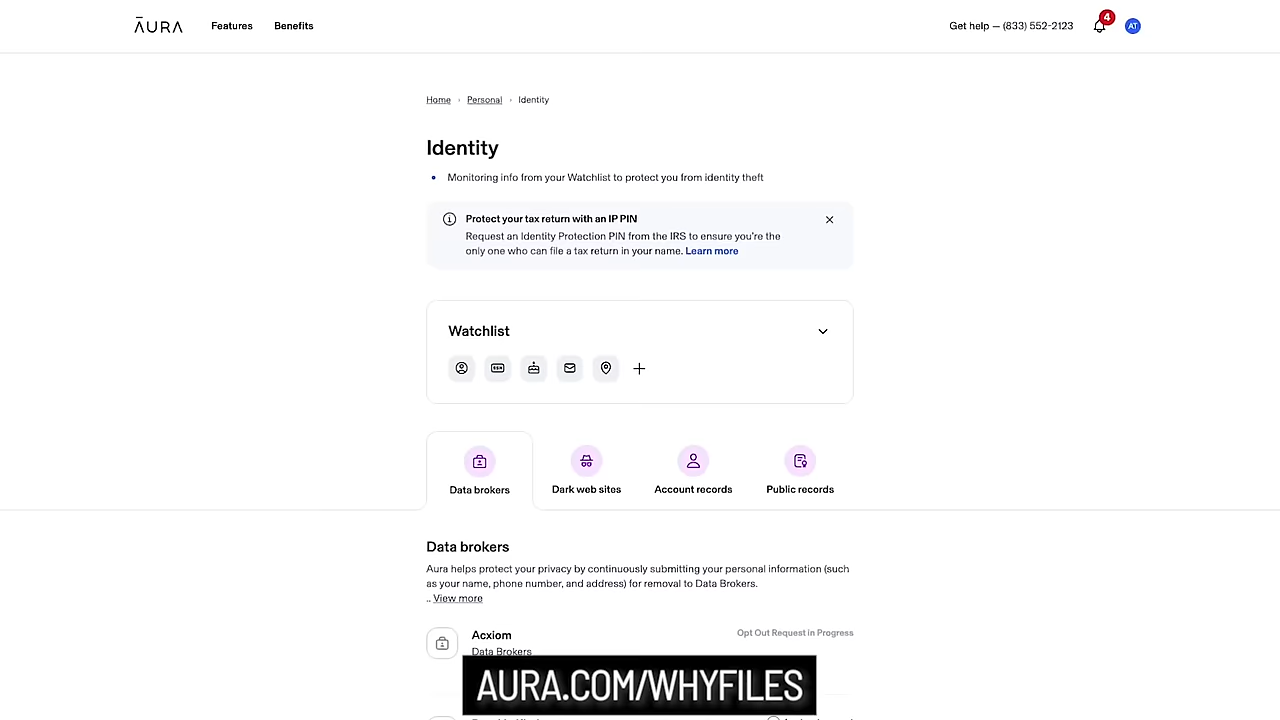 ĀURA
Features
Benefits
Get help — (833) 552-2123
4
AT
Home › Personal › Identity
Identity
• Monitoring info from your Watchlist to protect you from identity theft
Protect your tax return with an IP PIN
Request an Identity Protection PIN from the IRS to ensure you're the
only one who can file a tax return in your name. Learn more
Watchlist
Data brokers
Dark web sites
Account records
Public records
Data brokers
Aura helps protect your privacy by continuously submitting your personal information (such
as your name, phone number, and address) for removal to Data Brokers.
.. View more
Acxiom
Opt Out Request in Progress
Data Brokers
AURA.COM/WHYFILES